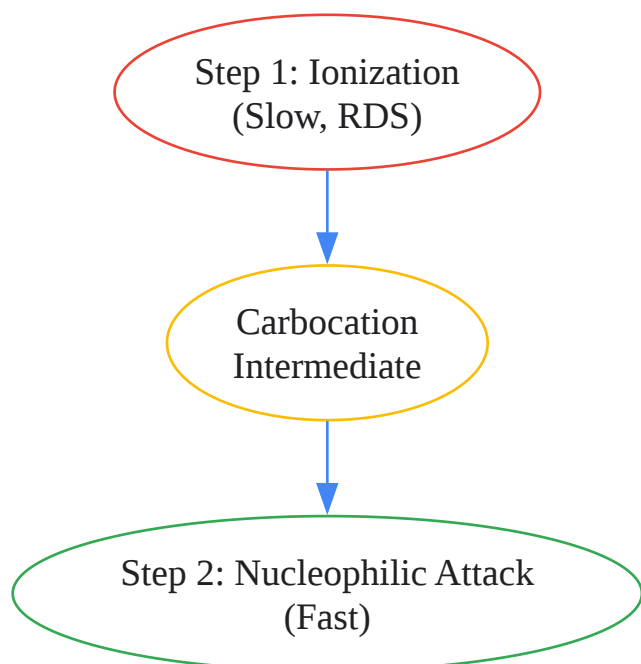 Step 1: Ionization
(Slow, RDS)
Carbocation
Intermediate
Step 2: Nucleophilic Attack
(Fast)